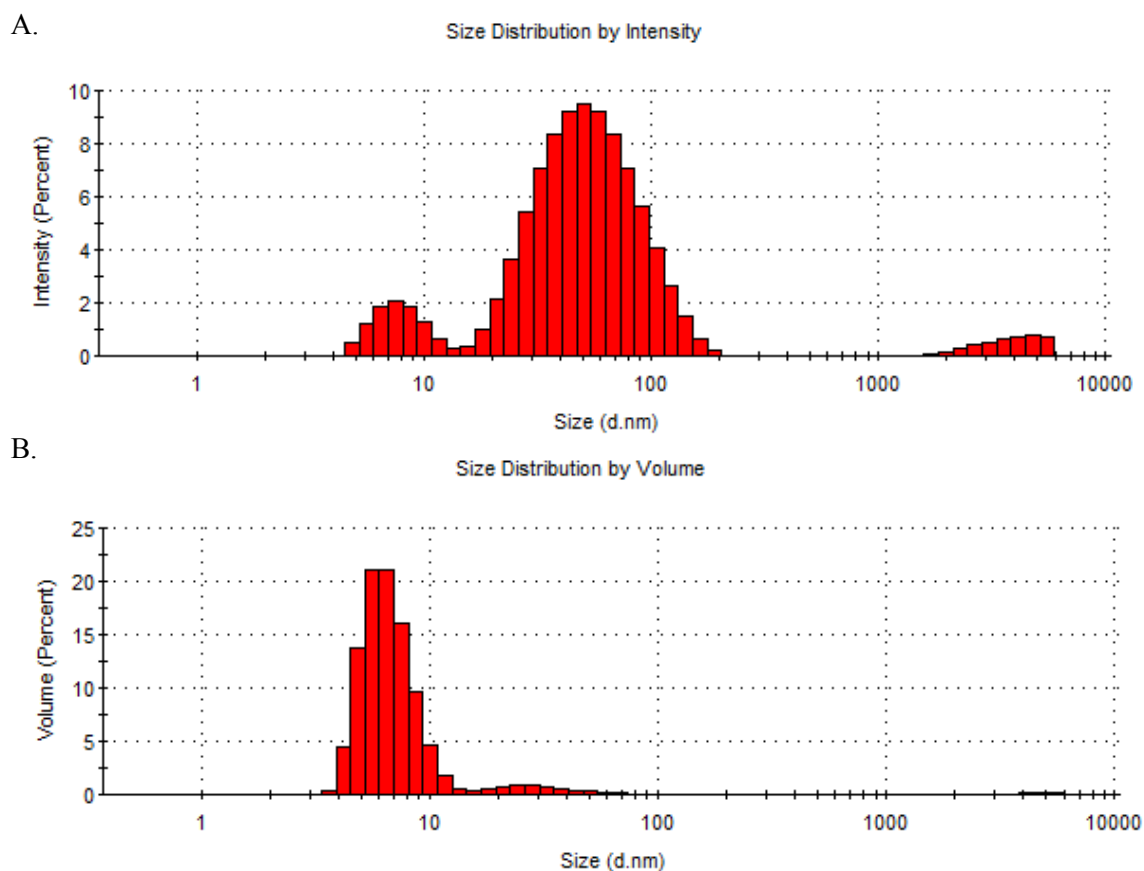 A.
Size Distribution by Intensity
10
8
6
4
2
0
Intensity (Percent)
1 10 100 1000 10000
Size (d.nm)
B.
Size Distribution by Volume
25
20
15
10
5
0
Volume (Percent)
1 10 100 1000 10000
Size (d.nm)